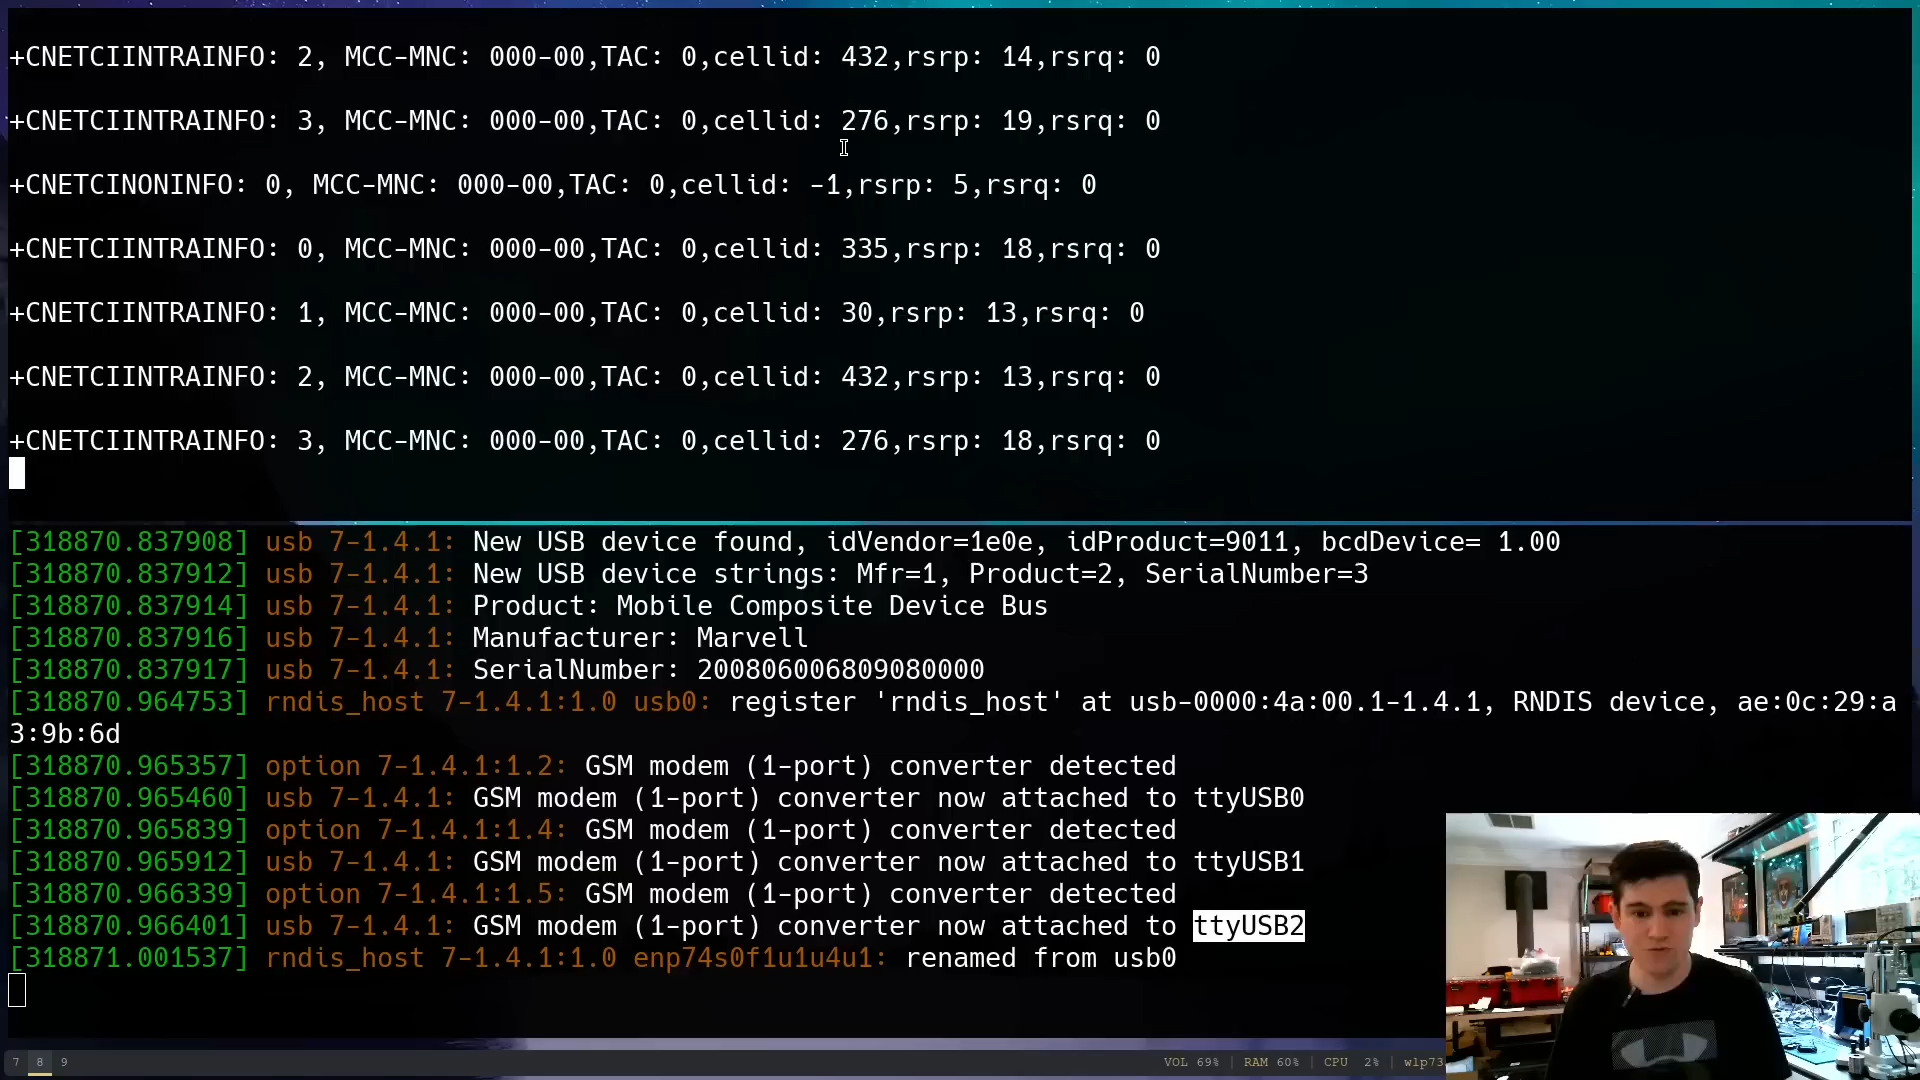 +CNETCIINTRAINFO: 2, MCC-MNC: 000-00,TAC: 0,cellid: 432,rsrp: 14,rsrq: 0
+CNETCIINTRAINFO: 3, MCC-MNC: 000-00,TAC: 0,cellid: 276,rsrp: 19,rsrq: 0
+CNETCINONINFO: 0, MCC-MNC: 000-00,TAC: 0,cellid: -1,rsrp: 5,rsrq: 0
+CNETCIINTRAINFO: 0, MCC-MNC: 000-00,TAC: 0,cellid: 335,rsrp: 18,rsrq: 0
+CNETCIINTRAINFO: 1, MCC-MNC: 000-00,TAC: 0,cellid: 30,rsrp: 13,rsrq: 0
+CNETCIINTRAINFO: 2, MCC-MNC: 000-00,TAC: 0,cellid: 432,rsrp: 13,rsrq: 0
+CNETCIINTRAINFO: 3, MCC-MNC: 000-00,TAC: 0,cellid: 276,rsrp: 18,rsrq: 0
[318870.837908] usb 7-1.4.1: New USB device found, idVendor=1e0e, idProduct=9011, bcdDevice= 1.00
[318870.837912] usb 7-1.4.1: New USB device strings: Mfr=1, Product=2, SerialNumber=3
[318870.837914] usb 7-1.4.1: Product: Mobile Composite Device Bus
[318870.837916] usb 7-1.4.1: Manufacturer: Marvell
[318870.837917] usb 7-1.4.1: SerialNumber: 200806006809080000
[318870.964753] rndis_host 7-1.4.1:1.0 usb0: register 'rndis_host' at usb-0000:4a:00.1-1.4.1, RNDIS device, ae:0c:29:a
3:9b:6d
[318870.965357] option 7-1.4.1:1.2: GSM modem (1-port) converter detected
[318870.965460] usb 7-1.4.1: GSM modem (1-port) converter now attached to ttyUSB0
[318870.965839] option 7-1.4.1:1.4: GSM modem (1-port) converter detected
[318870.965912] usb 7-1.4.1: GSM modem (1-port) converter now attached to ttyUSB1
[318870.966339] option 7-1.4.1:1.5: GSM modem (1-port) converter detected
[318870.966401] usb 7-1.4.1: GSM modem (1-port) converter now attached to ttyUSB2
[318871.001537] rndis_host 7-1.4.1:1.0 enp74s0f1u1u4u1: renamed from usb0
7 8 9 VOL 69% | RAM 60% | CPU 2% | wlp73